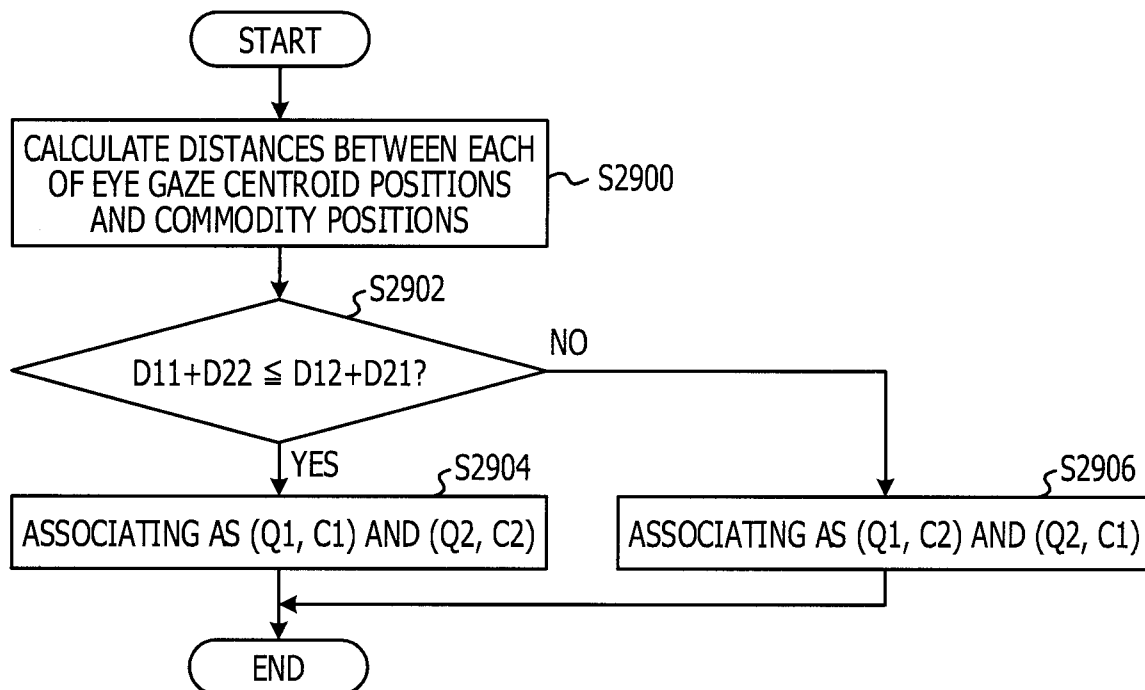 START
CALCULATE DISTANCES BETWEEN EACH
OF EYE GAZE CENTROID POSITIONS
AND COMMODITY POSITIONS
S2900
S2902
D11+D22 ≦ D12+D21?
NO
YES
S2904
ASSOCIATING AS (Q1, C1) AND (Q2, C2)
S2906
ASSOCIATING AS (Q1, C2) AND (Q2, C1)
END